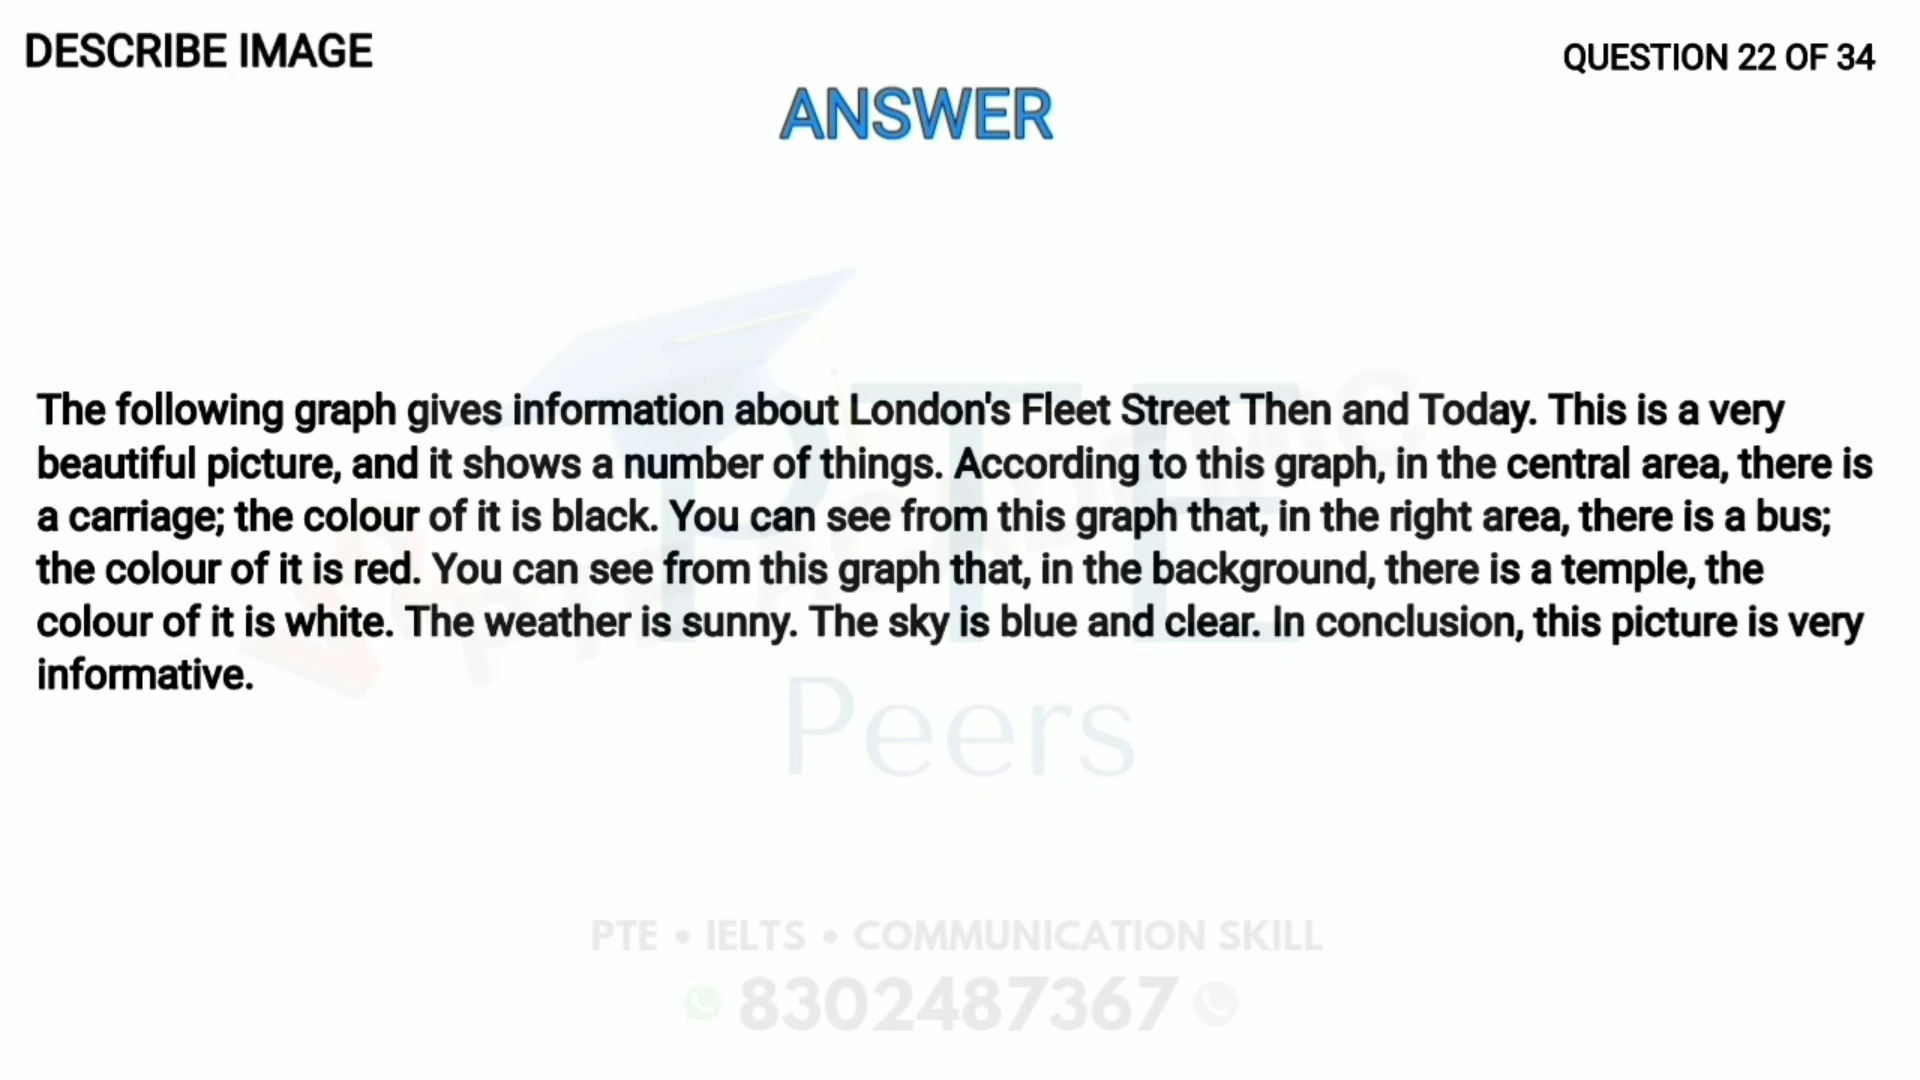 DESCRIBE IMAGE
QUESTION 22 OF 34
ANSWER
The following graph gives information about London's Fleet Street Then and Today. This is a very
beautiful picture, and it shows a number of things. According to this graph, in the central area, there is
a carriage; the colour of it is black. You can see from this graph that, in the right area, there is a bus;
the colour of it is red. You can see from this graph that, in the background, there is a temple, the
colour of it is white. The weather is sunny. The sky is blue and clear. In conclusion, this picture is very
informative.
PTE
Peers
PTE • IELTS • COMMUNICATION SKILL
8302487367